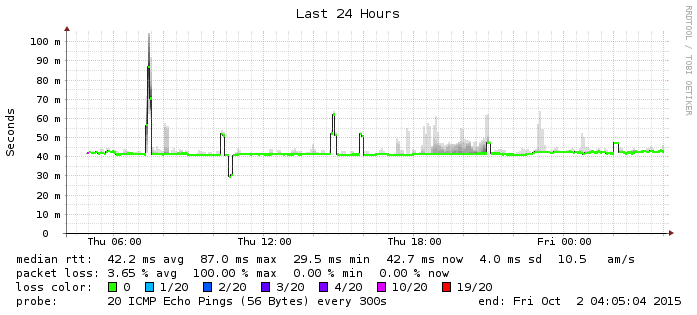 Last 24 Hours
RRDTOOL / TOBI OETIKER
Seconds
100 m
90 m
80 m
70 m
60 m
50 m
40 m
30 m
20 m
10 m
0
Thu 06:00 Thu 12:00 Thu 18:00 Fri 00:00
median rtt: 42.2 ms avg 87.0 ms max 29.5 ms min 42.7 ms now 4.0 ms sd 10.5 am/s
packet loss: 3.65 % avg 100.00 % max 0.00 % min 0.00 % now
loss color: 0 1/20 2/20 3/20 4/20 10/20 19/20
probe: 20 ICMP Echo Pings (56 Bytes) every 300s end: Fri Oct 2 04:05:04 2015